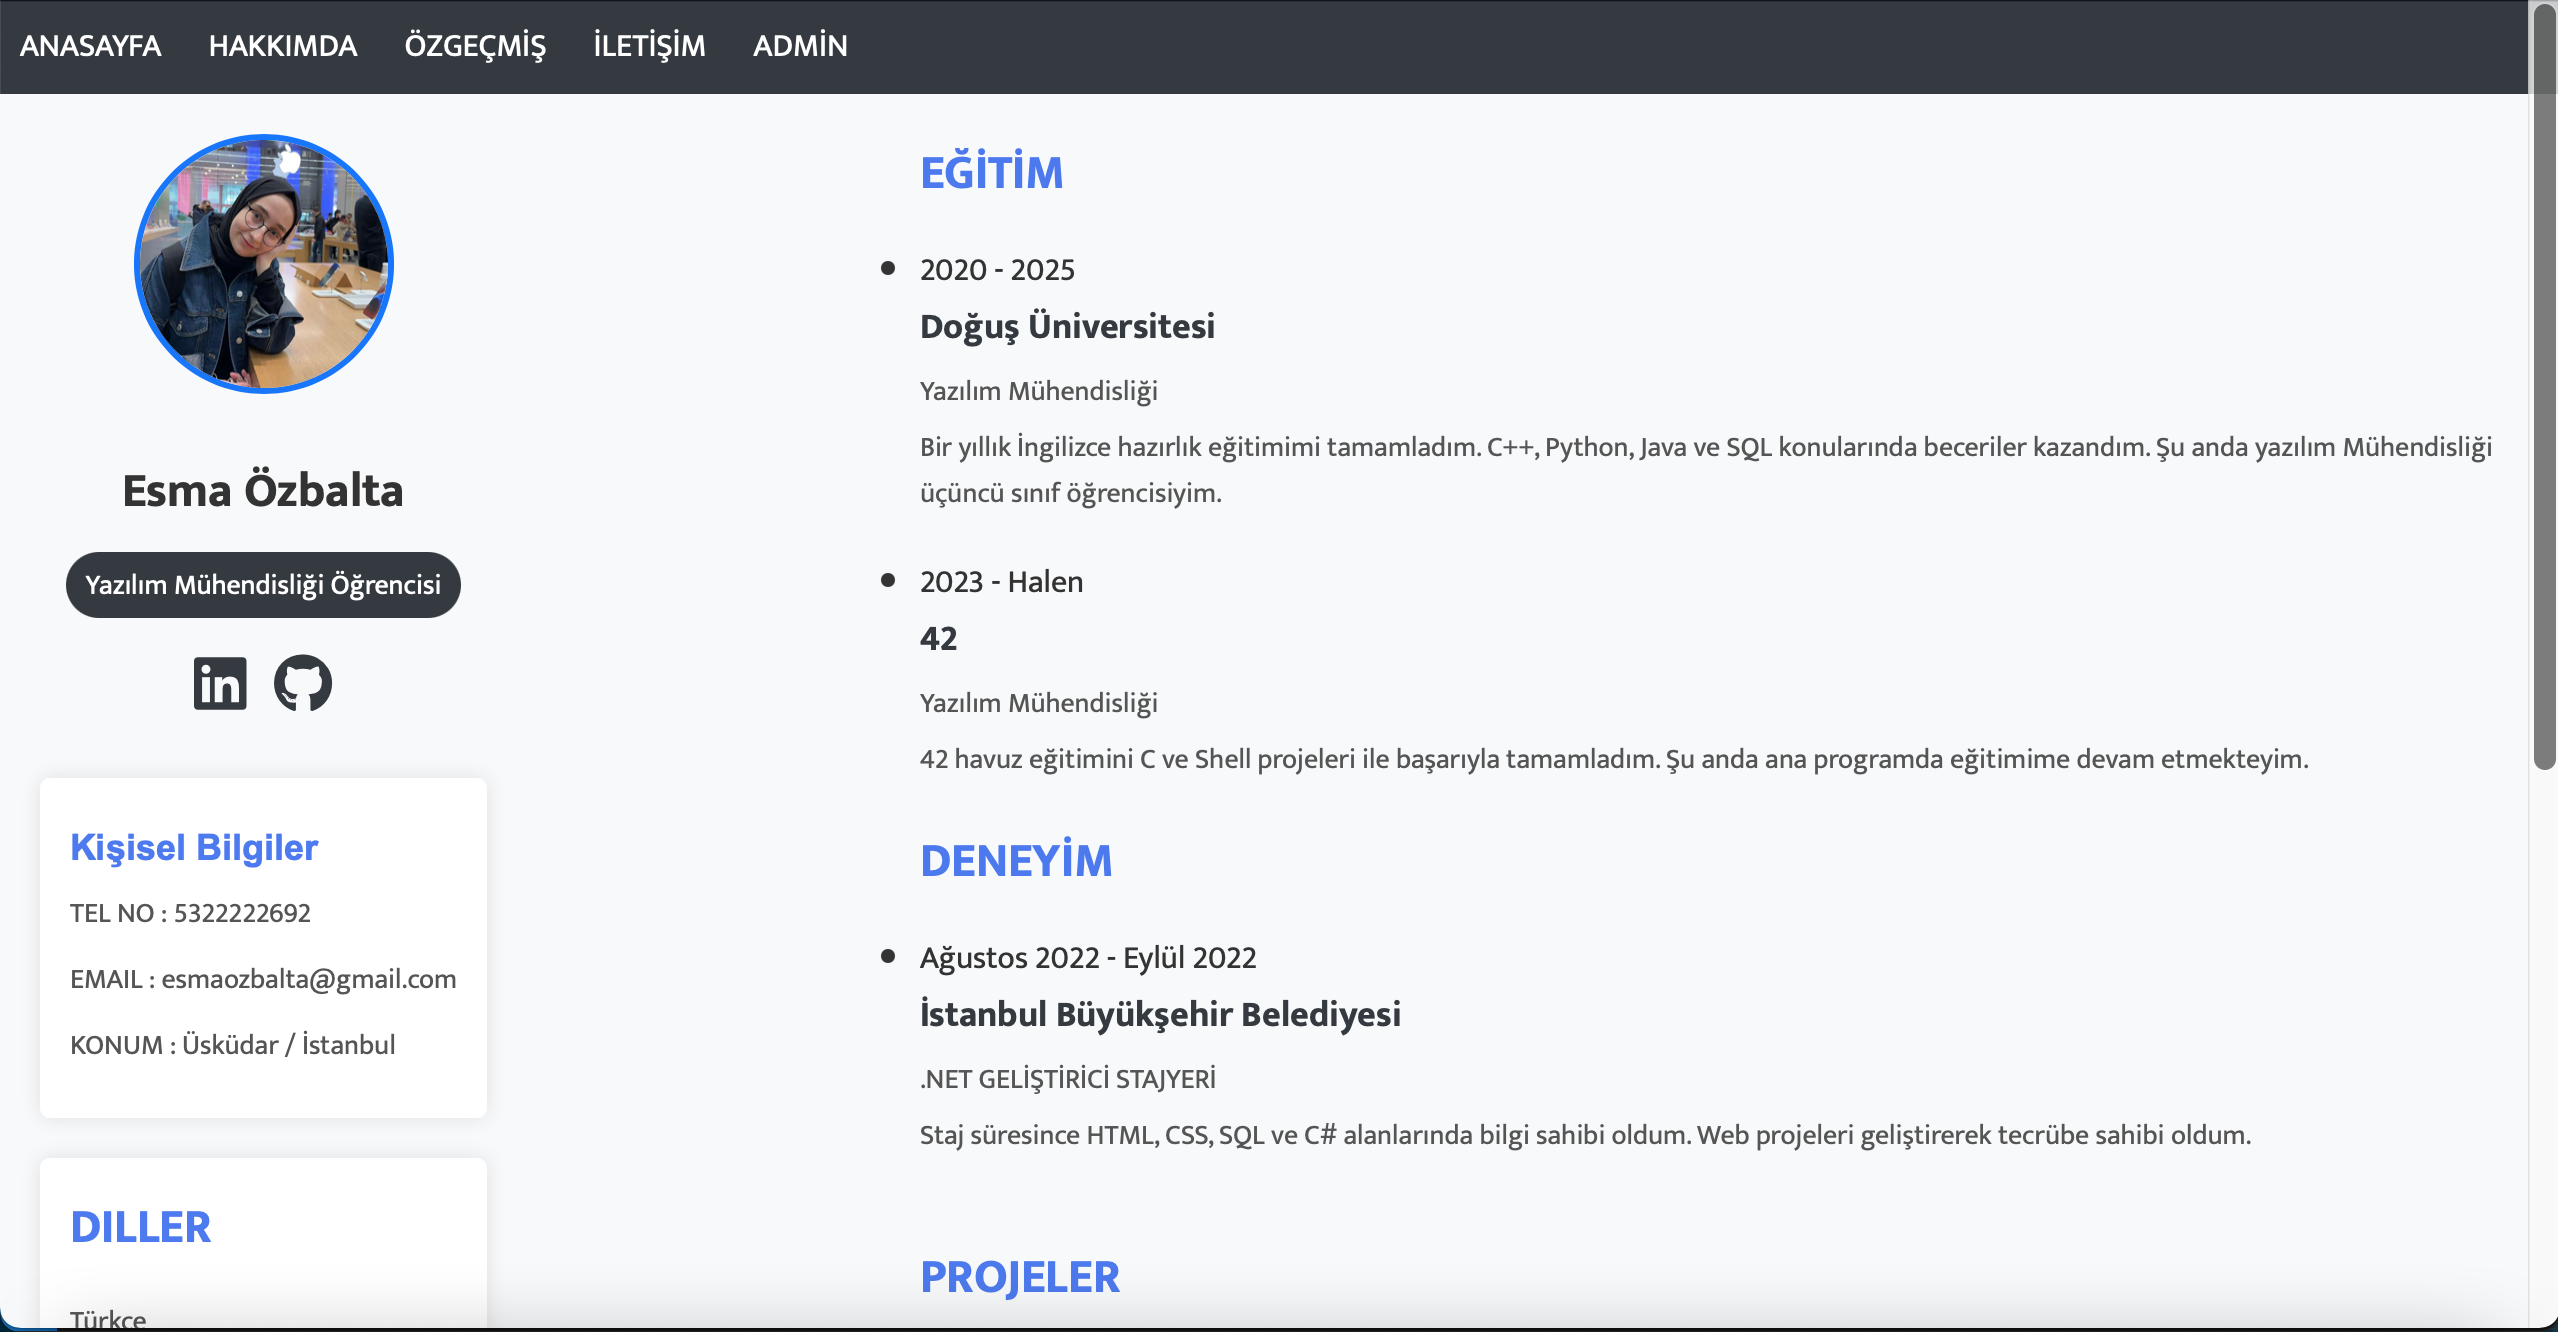 ANASAYFA HAKKIMDA ÖZGEÇMİŞ İLETİŞİM ADMİN
Esma Özbalta
Yazılım Mühendisliği Öğrencisi
in
Kişisel Bilgiler
TEL NO : 5322222692
EMAIL : esmaozbalta@gmail.com
KONUM : Üsküdar / İstanbul
DILLER
Türkçe
EĞİTİM
2020 - 2025
Doğuş Üniversitesi
Yazılım Mühendisliği
Bir yıllık İngilizce hazırlık eğitimimi tamamladım. C++, Python, Java ve SQL konularında beceriler kazandım. Şu anda yazılım Mühendisliği
üçüncü sınıf öğrencisiyim.
2023 - Halen
42
Yazılım Mühendisliği
42 havuz eğitimini C ve Shell projeleri ile başarıyla tamamladım. Şu anda ana programda eğitimime devam etmekteyim.
DENEYİM
Ağustos 2022 - Eylül 2022
İstanbul Büyükşehir Belediyesi
.NET GELİŞTİRİCİ STAJYERİ
Staj süresince HTML, CSS, SQL ve C# alanlarında bilgi sahibi oldum. Web projeleri geliştirerek tecrübe sahibi oldum.
PROJELER